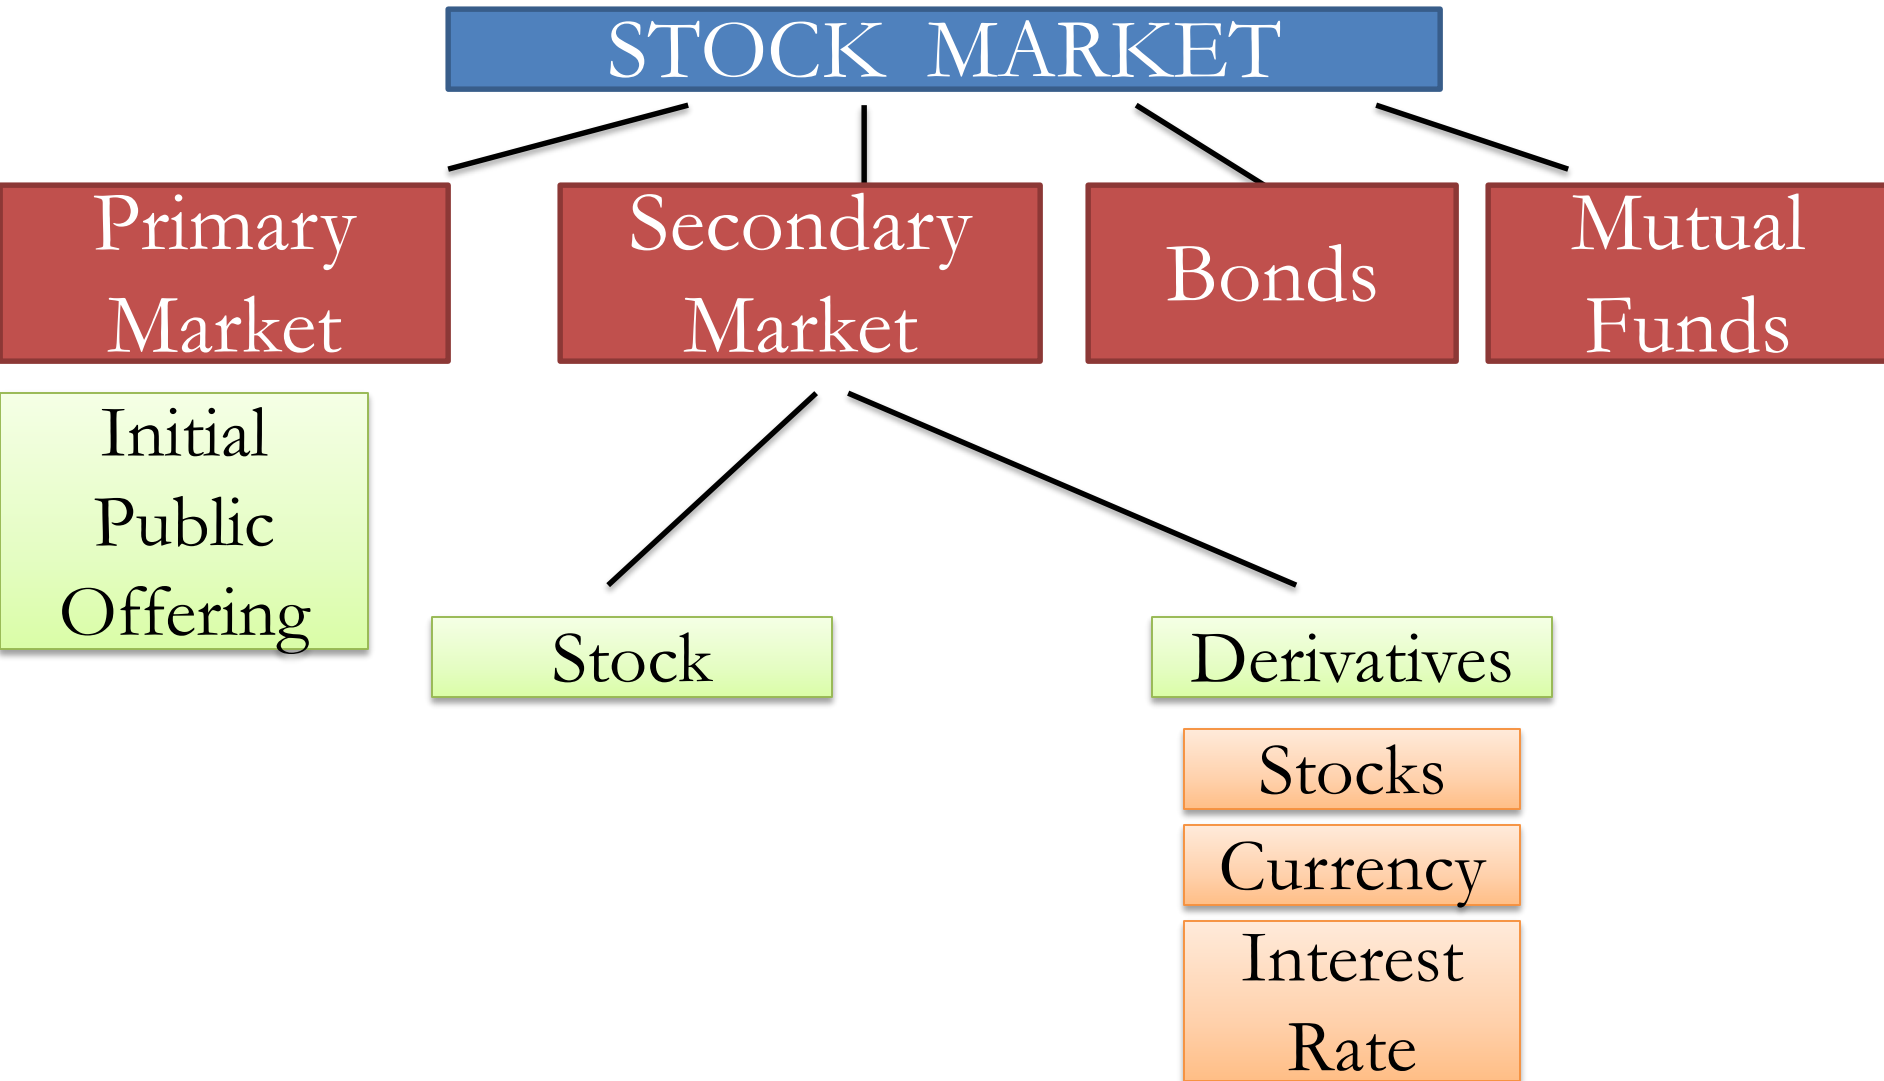 STOCK MARKET
Primary
Market
Secondary
Market
Bonds
Mutual
Funds
Initial
Public
Offering
Stock
Derivatives
Stocks
Currency
Interest
Rate